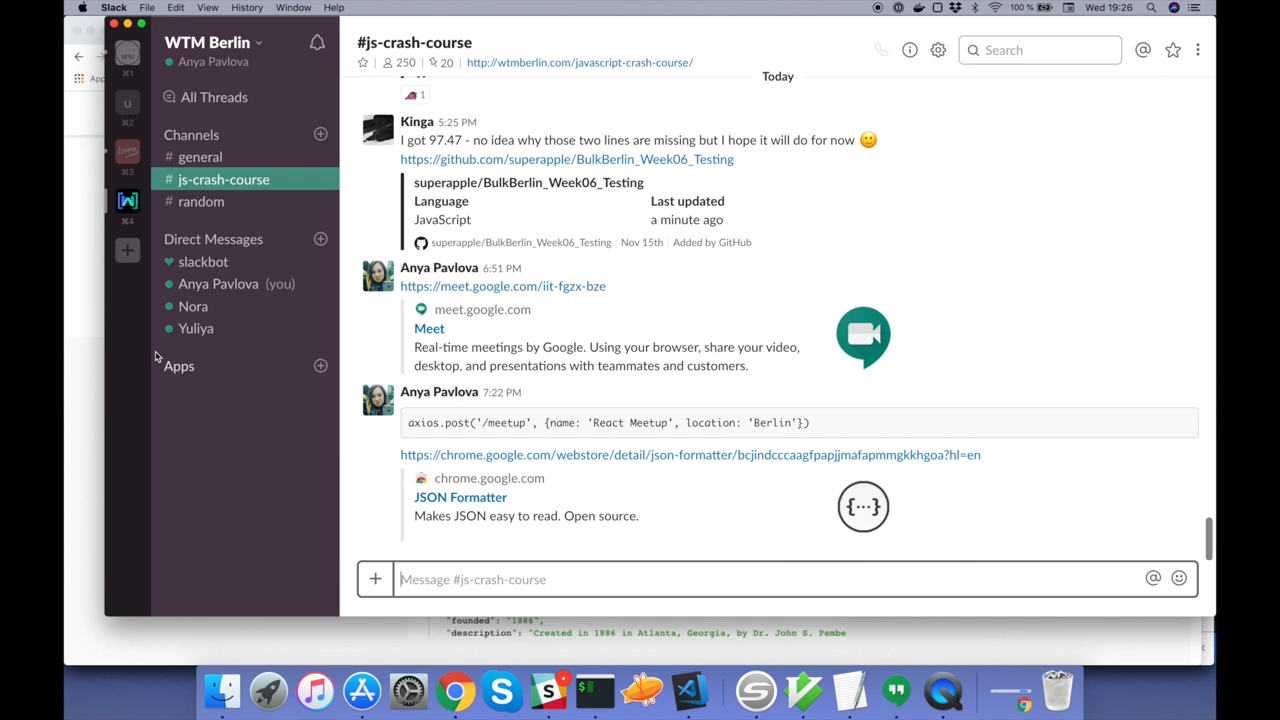 Slack File Edit View History Window Help 100 % Wed 19:26
WTM Berlin
Anya Pavlova
⌘1
u
⌘2
⌘3
⌘4
+
All Threads
Channels
# general
# js-crash-course
# random
Direct Messages
slackbot
Anya Pavlova (you)
Nora
Yuliya
Apps
#js-crash-course
250 20 http://wtmberlin.com/javascript-crash-course/
Search
Today
1
Kinga 5:25 PM
I got 97.47 - no idea why those two lines are missing but I hope it will do for now 🙂
https://github.com/superapple/BulkBerlin_Week06_Testing
superapple/BulkBerlin_Week06_Testing
Language Last updated
JavaScript a minute ago
superapple/BulkBerlin_Week06_Testing Nov 15th Added by GitHub
Anya Pavlova 6:51 PM
https://meet.google.com/iit-fgzx-bze
meet.google.com
Meet
Real-time meetings by Google. Using your browser, share your video,
desktop, and presentations with teammates and customers.
Anya Pavlova 7:22 PM
axios.post('/meetup', {name: 'React Meetup', location: 'Berlin'})
https://chrome.google.com/webstore/detail/json-formatter/bcjindcccaagfpapjjmafapmmgkkhgoa?hl=en
chrome.google.com
JSON Formatter
Makes JSON easy to read. Open source.
{···}
+ Message #js-crash-course
"founded": "1886",
"description": "Created in 1886 in Atlanta, Georgia, by Dr. John S. Pembe